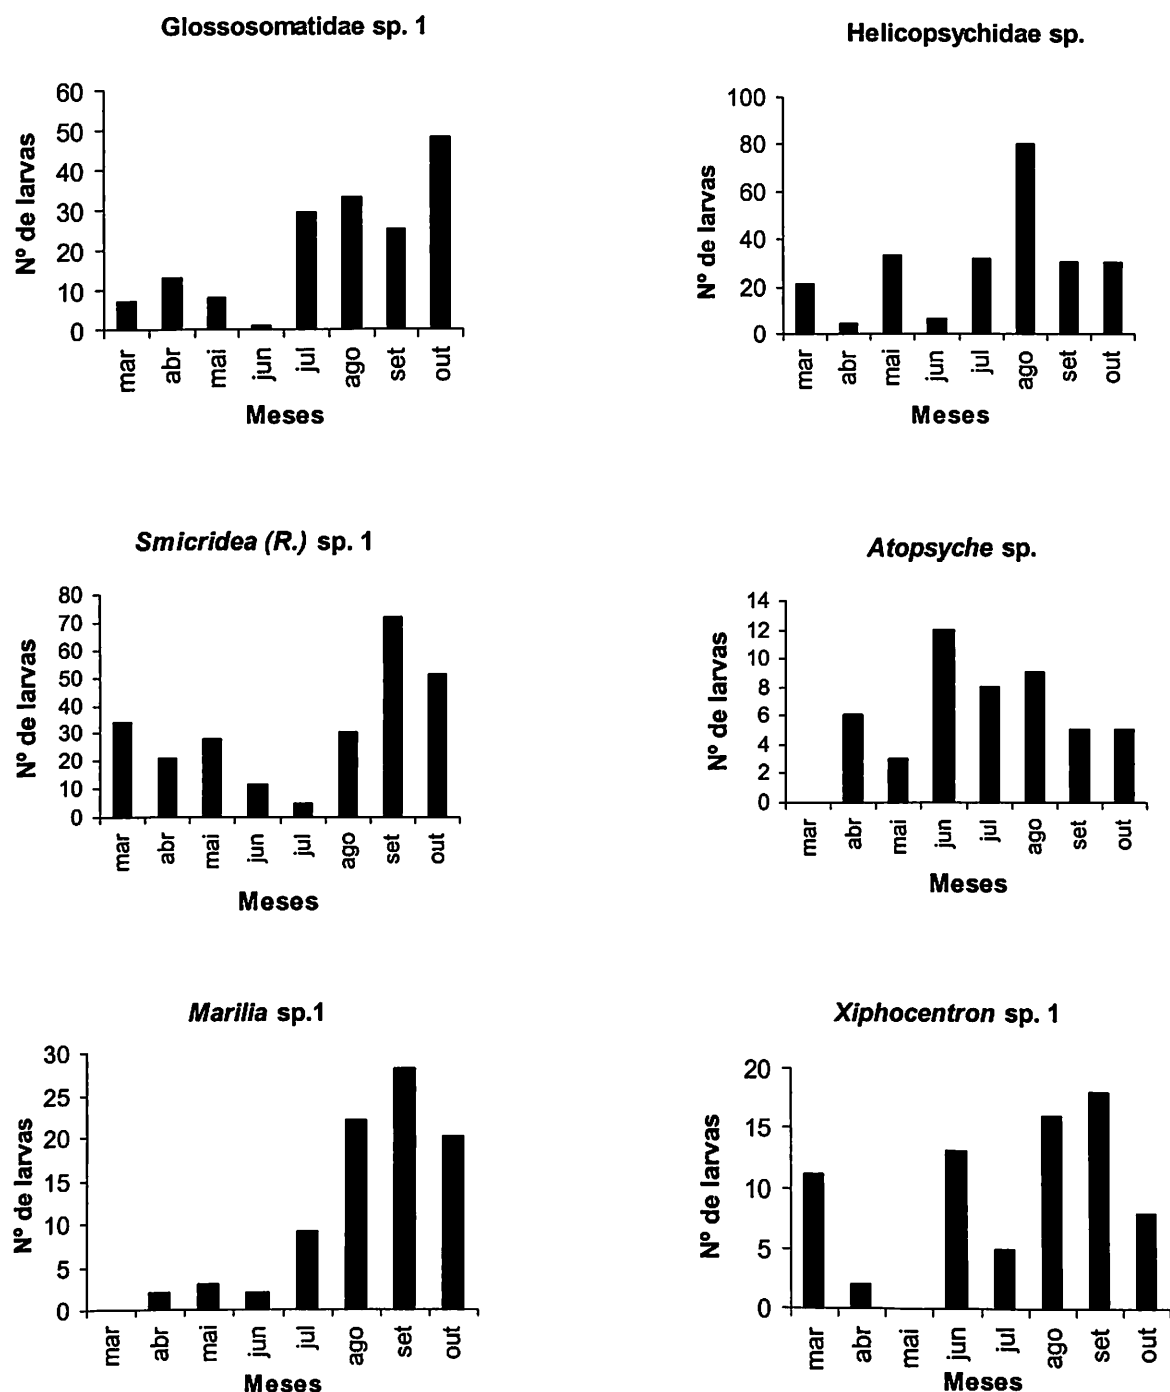 Glossosomatidae sp. 1
60
50
40
30
20
10
0
Nº de larvas
mar abr mai jun jul ago set out
Meses
Helicopsychidae sp.
100
80
60
40
20
0
Nº de larvas
mar abr mai jun jul ago set out
Meses
Smicridea (R.) sp. 1
80
70
60
50
40
30
20
10
0
Nº de larvas
mar abr mai jun jul ago set out
Meses
Atopsyche sp.
14
12
10
8
6
4
2
0
Nº de larvas
mar abr mai jun jul ago set out
Meses
Marilia sp.1
30
25
20
15
10
5
0
Nº de larvas
mar abr mai jun jul ago set out
Meses
Xiphocentron sp. 1
20
15
10
5
0
Nº de larvas
mar abr mai jun jul ago set out
Meses